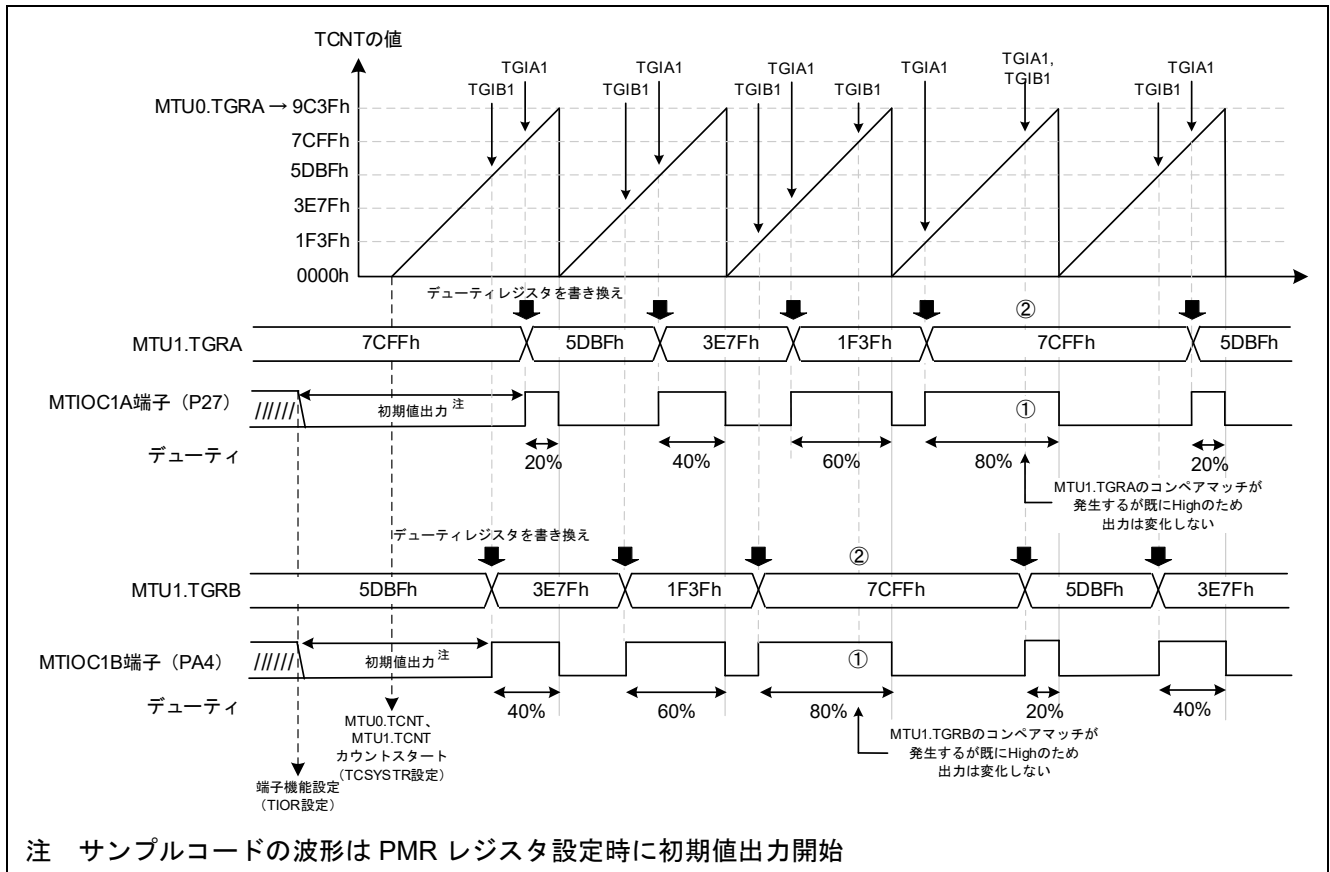 TCNTの値
TGIA1
TGIB1
TGIA1
TGIB1
TGIA1
TGIB1
TGIB1
TGIA1
TGIA1,
TGIB1
TGIA1
TGIB1
MTU0.TGRA → 9C3Fh
7CFFh
5DBFh
3E7Fh
1F3Fh
0000h
デューティレジスタを書き換え
②
MTU1.TGRA
7CFFh
5DBFh
3E7Fh
1F3Fh
7CFFh
5DBFh
MTIOC1A端子（P27）
初期値出力 注
①
デューティ
20%
40%
60%
80%
20%
MTU1.TGRAのコンペアマッチが
発生するが既にHighのため
出力は変化しない
デューティレジスタを書き換え
②
MTU1.TGRB
5DBFh
3E7Fh
1F3Fh
7CFFh
5DBFh
3E7Fh
MTIOC1B端子（PA4）
初期値出力 注
①
デューティ
40%
60%
80%
20%
40%
MTU0.TCNT、
MTU1.TCNT
カウントスタート
（TCSYSTR設定）
MTU1.TGRBのコンペアマッチが
発生するが既にHighのため
出力は変化しない
端子機能設定
（TIOR設定）
注 サンプルコードの波形は PMR レジスタ設定時に初期値出力開始